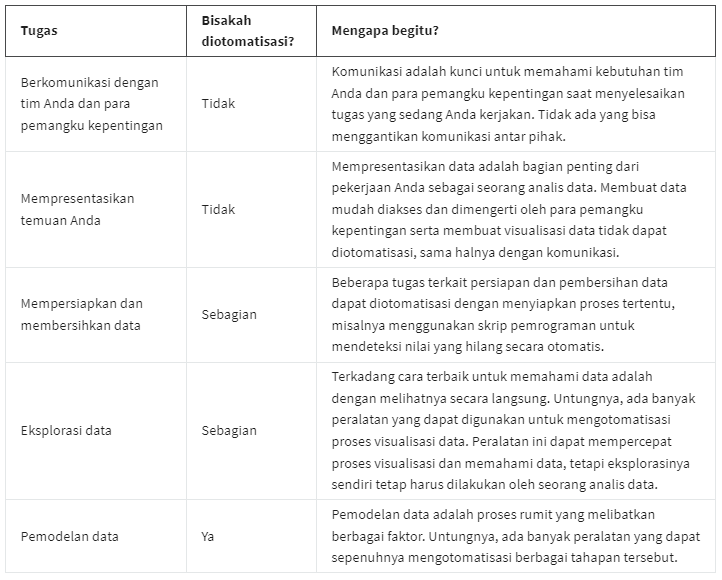 Tugas
Bisakah
diotomatisasi?
Mengapa begitu?
Berkomunikasi dengan
tim Anda dan para
pemangku kepentingan
Tidak
Komunikasi adalah kunci untuk memahami kebutuhan tim
Anda dan para pemangku kepentingan saat menyelesaikan
tugas yang sedang Anda kerjakan. Tidak ada yang bisa
menggantikan komunikasi antar pihak.
Mempresentasikan
temuan Anda
Tidak
Mempresentasikan data adalah bagian penting dari
pekerjaan Anda sebagai seorang analis data. Membuat data
mudah diakses dan dimengerti oleh para pemangku
kepentingan serta membuat visualisasi data tidak dapat
diotomatisasi, sama halnya dengan komunikasi.
Mempersiapkan dan
membersihkan data
Sebagian
Beberapa tugas terkait persiapan dan pembersihan data
dapat diotomatisasi dengan menyiapkan proses tertentu,
misalnya menggunakan skrip pemrograman untuk
mendeteksi nilai yang hilang secara otomatis.
Eksplorasi data
Sebagian
Terkadang cara terbaik untuk memahami data adalah
dengan melihatnya secara langsung. Untungnya, ada banyak
peralatan yang dapat digunakan untuk mengotomatisasi
proses visualisasi data. Peralatan ini dapat mempercepat
proses visualisasi dan memahami data, tetapi eksplorasinya
sendiri tetap harus dilakukan oleh seorang analis data.
Pemodelan data
Ya
Pemodelan data adalah proses rumit yang melibatkan
berbagai faktor. Untungnya, ada banyak peralatan yang dapat
sepenuhnya mengotomatisasi berbagai tahapan tersebut.